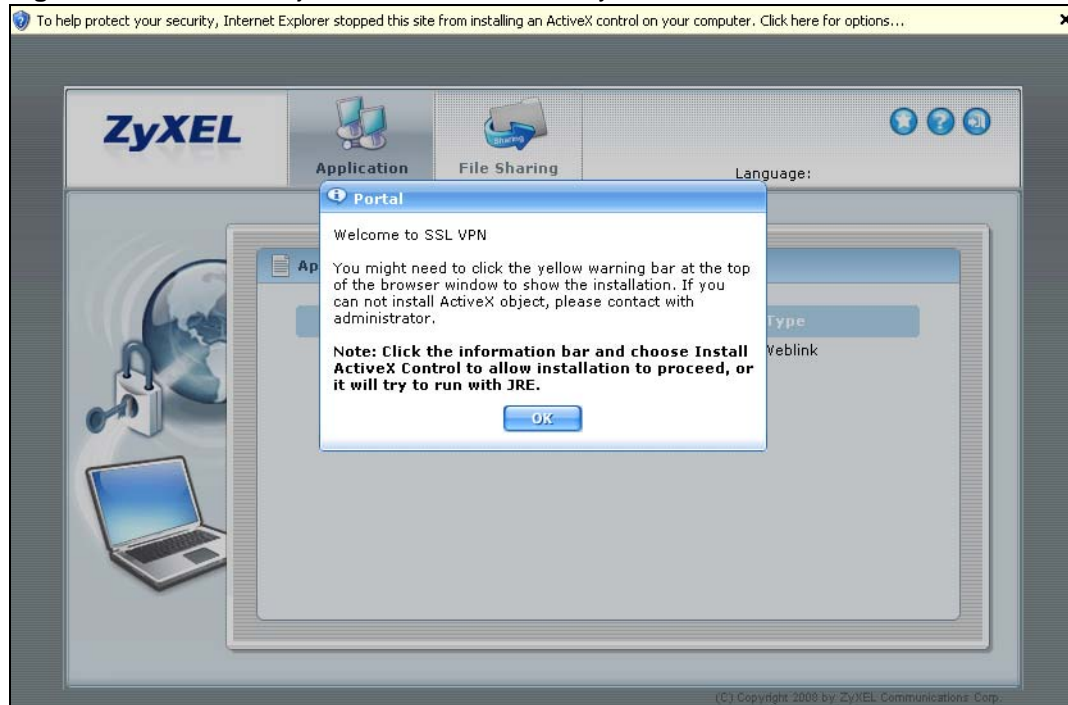 To help protect your security, Internet Explorer stopped this site from installing an ActiveX control on your computer. Click here for options...
ZyXEL
Sharing
Application
File Sharing
Language:
Portal
Welcome to SSL VPN
Ap
You might need to click the yellow warning bar at the top
of the browser window to show the installation. If you
can not install ActiveX object, please contact with
administrator.
Type
Note: Click the information bar and choose Install
ActiveX Control to allow installation to proceed, or
it will try to run with JRE.
Weblink
OK
(C) Copyright 2008 by ZyXEL Communications Corp.